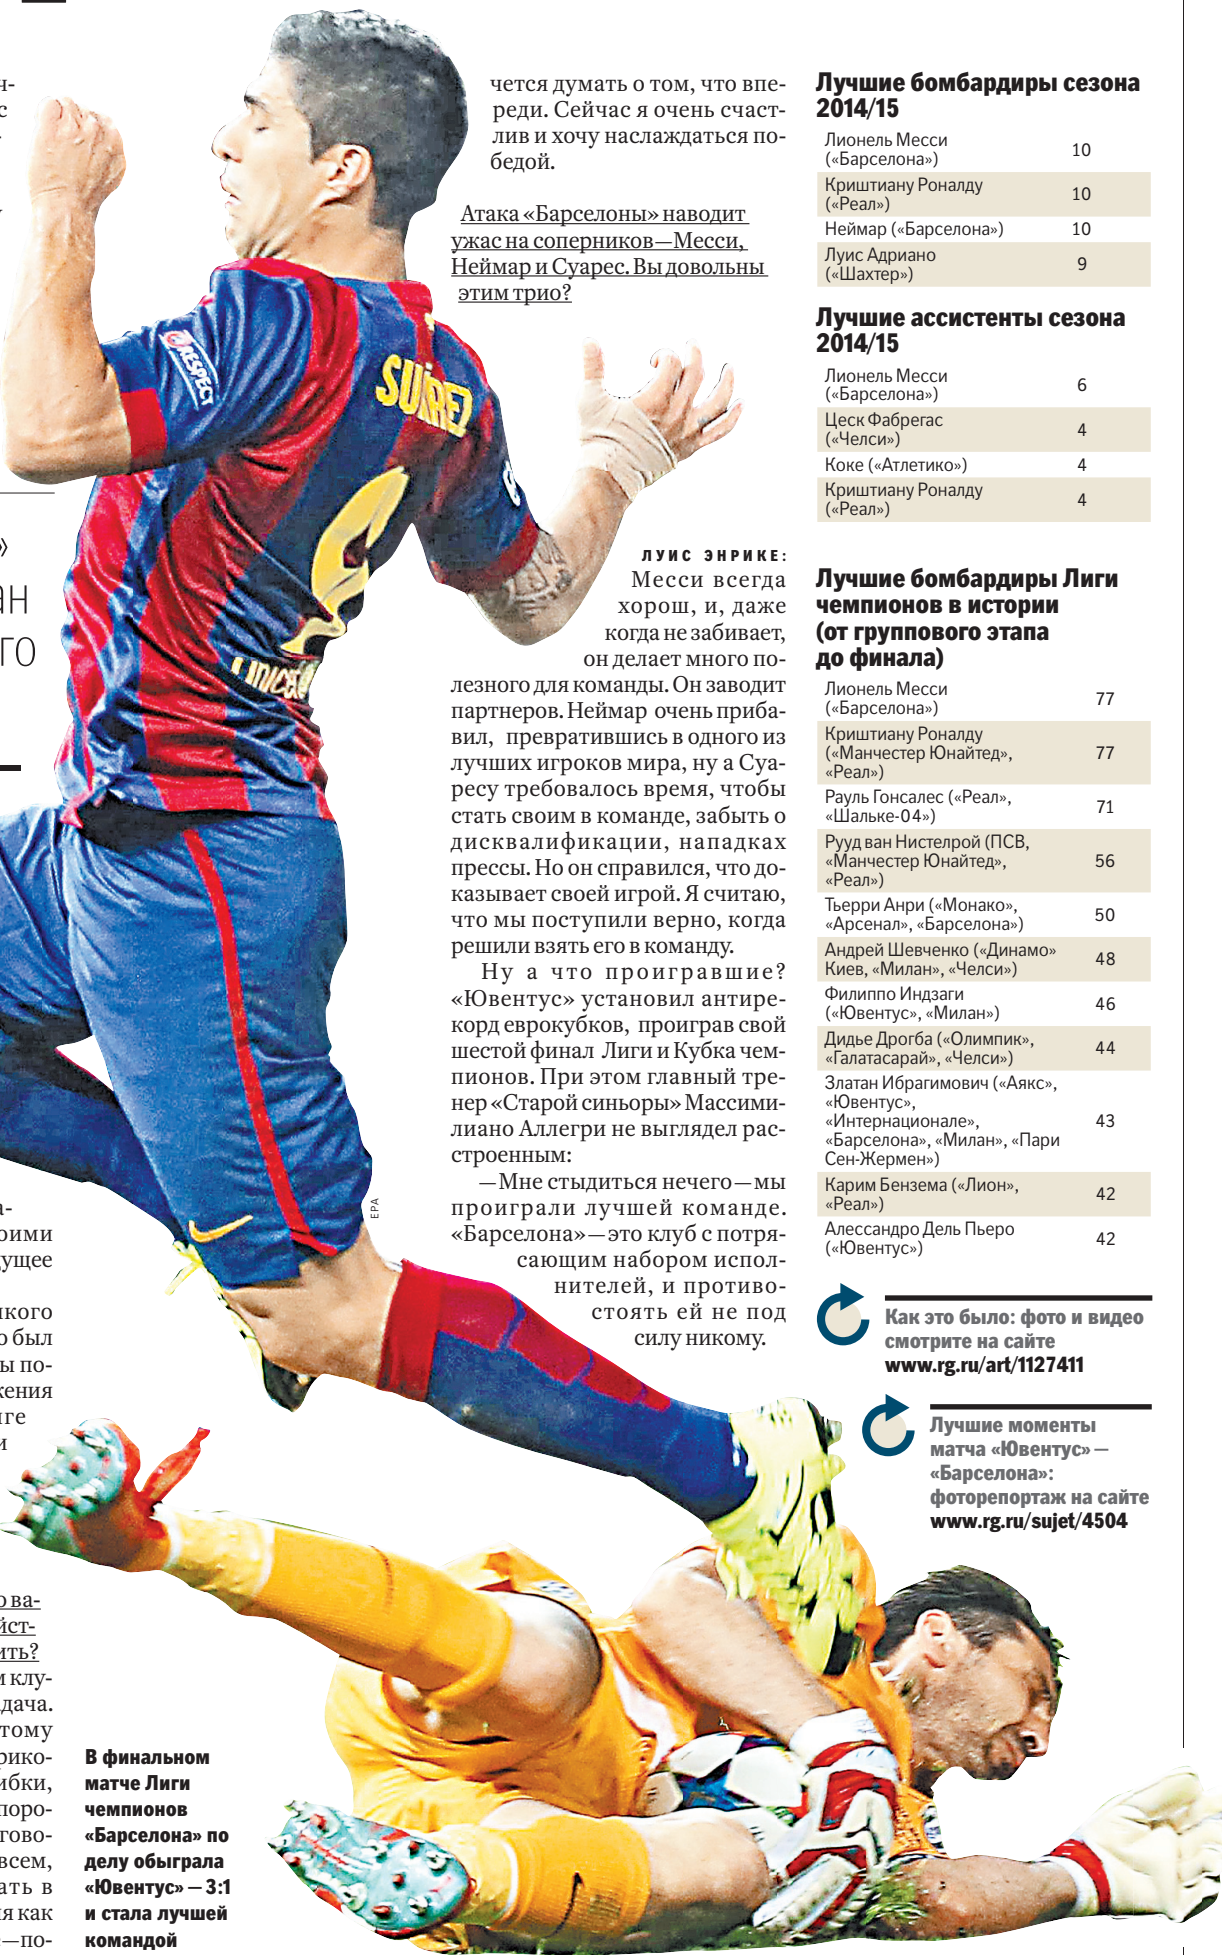 чется думать о том, что впе-
реди. Сейчас я очень счаст-
лив и хочу наслаждаться по-
бедой.
Атака «Барселоны» наводит
ужас на соперников—Месси,
Неймар и Суарес. Вы довольны
этим трио?
ЛУИС ЭНРИКЕ:
Месси всегда
хорош, и, даже
когда не забивает,
он делает много по-
лезного для команды. Он заводит
партнеров. Неймар очень приба-
вил, превратившись в одного из
лучших игроков мира, ну а Суа-
ресу требовалось время, чтобы
стать своим в команде, забыть о
дисквалификации, нападках
прессы. Но он справился, что до-
казывает своей игрой. Я считаю,
что мы поступили верно, когда
решили взять его в команду.
Ну а что проигравшие?
«Ювентус» установил антире-
корд еврокубков, проиграв свой
шестой финал Лиги и Кубка чем-
пионов. При этом главный тре-
нер «Старой синьоры» Массими-
лиано Аллегри не выглядел рас-
строенным:
—Мне стыдиться нечего—мы
проиграли лучшей команде.
«Барселона»—это клуб с потря-
сающим набором испол-
нителей, и противо-
стоять ей не под
силу никому.
Лучшие бомбардиры сезона
2014/15
Лионель Месси
(«Барселона») 10
Криштиану Роналду
(«Реал») 10
Неймар («Барселона») 10
Луис Адриано
(«Шахтер») 9
Лучшие ассистенты сезона
2014/15
Лионель Месси
(«Барселона») 6
Цеск Фабрегас
(«Челси») 4
Коке («Атлетико») 4
Криштиану Роналду
(«Реал») 4
Лучшие бомбардиры Лиги
чемпионов в истории
(от группового этапа
до финала)
Лионель Месси
(«Барселона») 77
Криштиану Роналду
(«Манчестер Юнайтед», 77
«Реал»)
Рауль Гонсалес («Реал»,
«Шальке-04») 71
Рууд ван Нистелрой (ПСВ,
«Манчестер Юнайтед», 56
«Реал»)
Тьерри Анри («Монако»,
«Арсенал», «Барселона») 50
Андрей Шевченко («Динамо»
Киев, «Милан», «Челси») 48
Филиппо Индзаги
(«Ювентус», «Милан») 46
Дидье Дрогба («Олимпик»,
«Галатасарай», «Челси») 44
Златан Ибрагимович («Аякс»,
«Ювентус»,
«Интернационале», 43
«Барселона», «Милан», «Пари
Сен-Жермен»)
Карим Бензема («Лион»,
«Реал») 42
Алессандро Дель Пьеро
(«Ювентус») 42
Как это было: фото и видео
смотрите на сайте
www.rg.ru/art/1127411
Лучшие моменты
матча «Ювентус» —
«Барселона»:
фоторепортаж на сайте
www.rg.ru/sujet/4504
RESPECT
SUÁREZ
unicef
EPA
В финальном
матче Лиги
чемпионов
«Барселона» по
делу обыграла
«Ювентус» — 3:1
и стала лучшей
командой